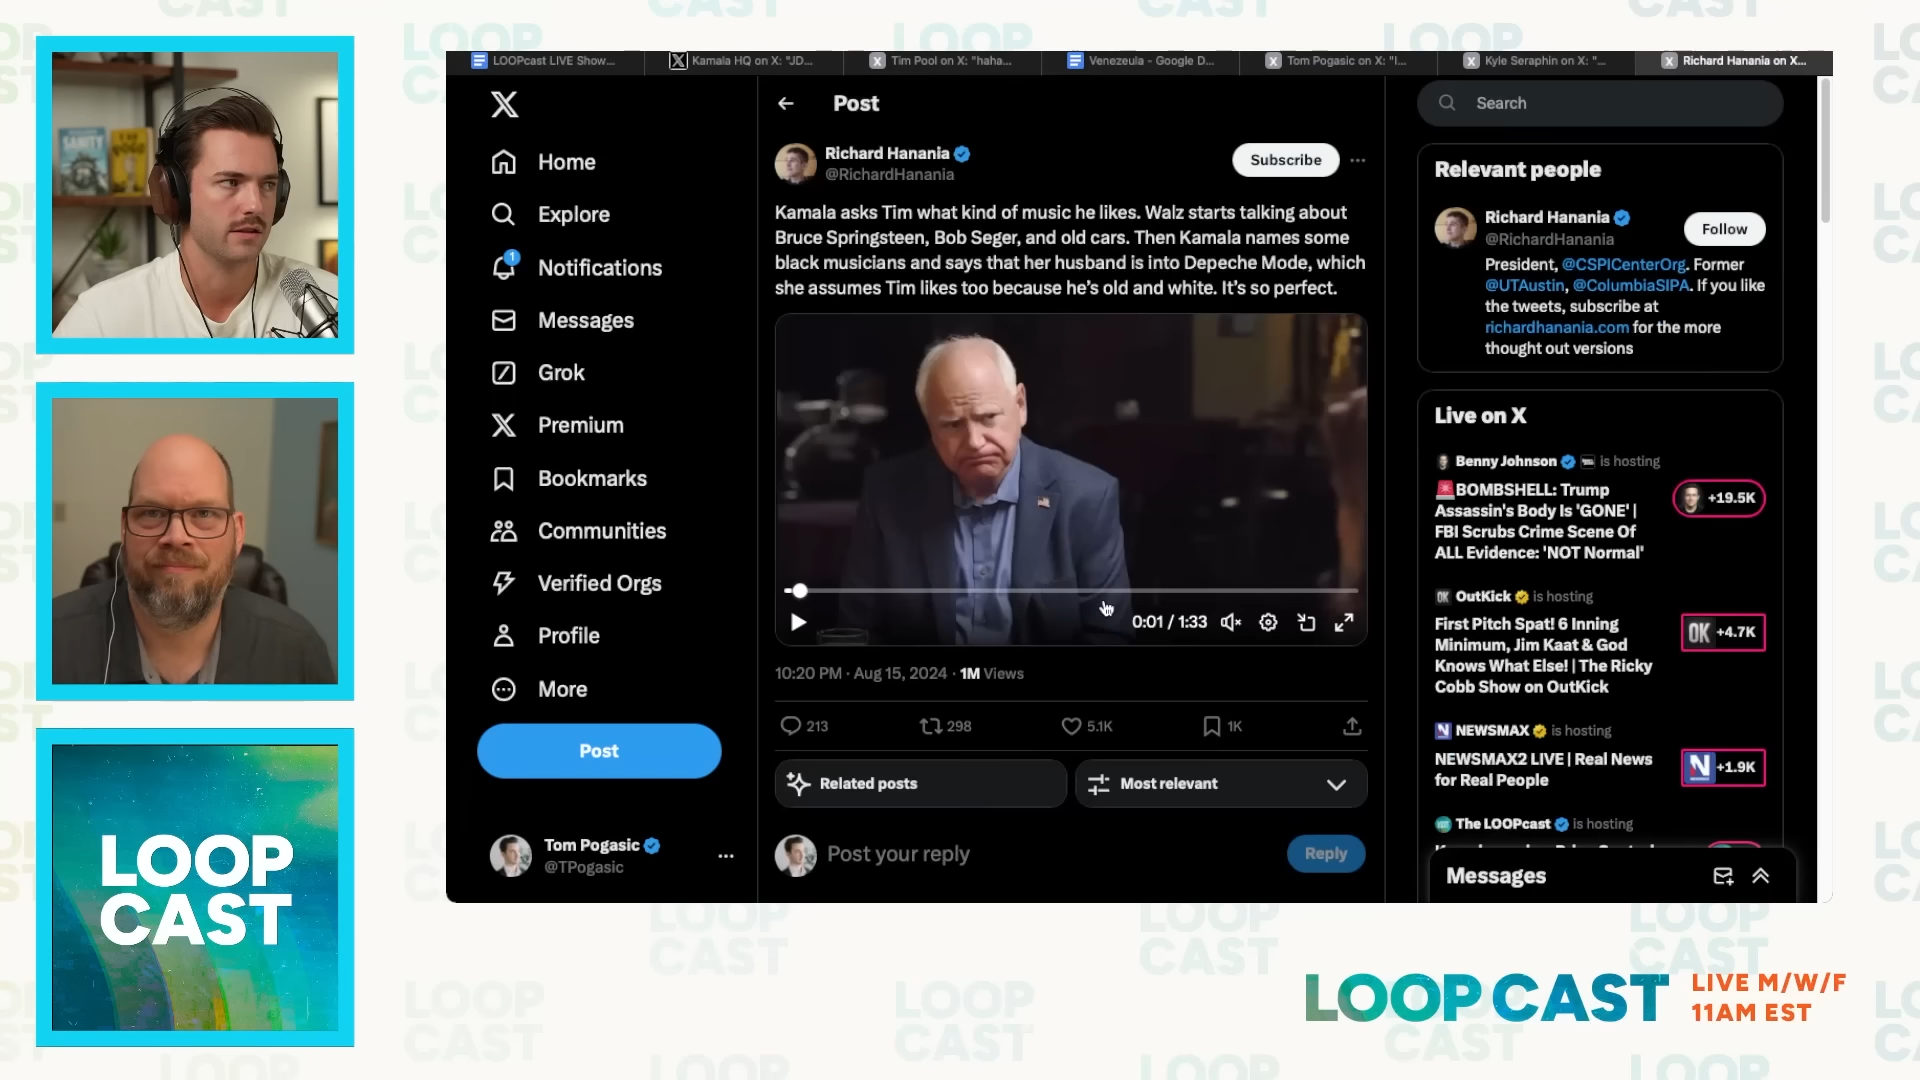 LOOPcast LIVE Show...
Kamala HQ on X: "JD...
Tim Pool on X: "haha...
Venezeula - Google D...
Tom Pogasic on X: "I...
Kyle Seraphin on X: "...
Richard Hanania on X...
Home
Explore
1
Notifications
Messages
Grok
Premium
Bookmarks
Communities
Verified Orgs
Profile
More
Post
Tom Pogasic
@TPogasic
Post
Richard Hanania
@RichardHanania
Subscribe
Kamala asks Tim what kind of music he likes. Walz starts talking about
Bruce Springsteen, Bob Seger, and old cars. Then Kamala names some
black musicians and says that her husband is into Depeche Mode, which
she assumes Tim likes too because he's old and white. It's so perfect.
0:01 / 1:33
10:20 PM · Aug 15, 2024 · 1M Views
213
298
5.1K
1K
Related posts
Most relevant
Post your reply
Reply
Search
Relevant people
Richard Hanania
@RichardHanania
Follow
President, @CSPICenterOrg. Former
@UTAustin, @ColumbiaSIPA. If you like
the tweets, subscribe at
richardhanania.com for the more
thought out versions
Live on X
Benny Johnson is hosting
🚨BOMBSHELL: Trump
Assassin's Body Is 'GONE' |
FBI Scrubs Crime Scene Of
ALL Evidence: 'NOT Normal'
+19.5K
OutKick is hosting
First Pitch Spat! 6 Inning
Minimum, Jim Kaat & God
Knows What Else! | The Ricky
Cobb Show on OutKick
OK +4.7K
NEWSMAX is hosting
NEWSMAX2 LIVE | Real News
for Real People
N +1.9K
The LOOPcast is hosting
Messages
SANITY
LOOP
CAST
LOOPCAST
LIVE M/W/F
11AM EST